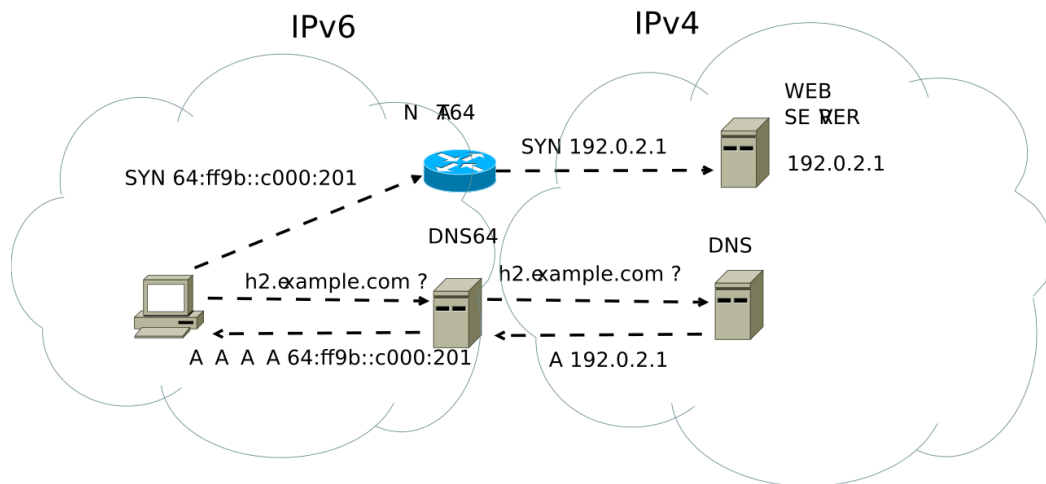 IPv6
IPv4
NAT64
WEB
SERVER
SYN 192.0.2.1
192.0.2.1
SYN 64:ff9b::c000:201
DNS64
DNS
h2.example.com ?
h2.example.com ?
A A A A 64:ff9b::c000:201
A 192.0.2.1